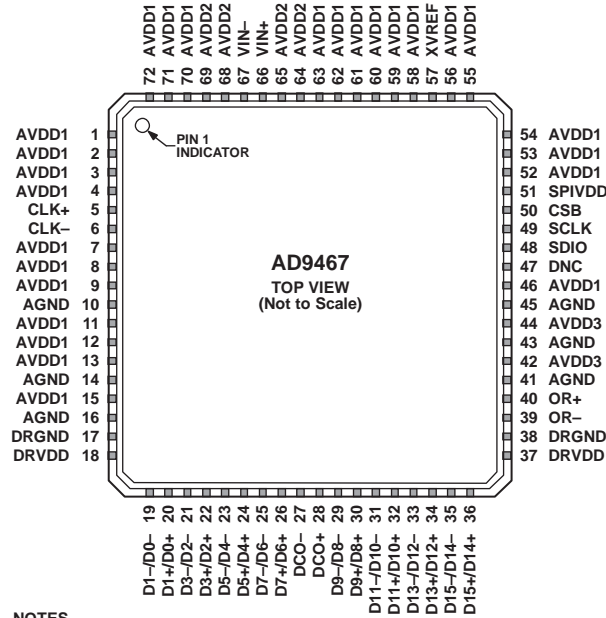 72 AVDD1
71 AVDD1
70 AVDD1
69 AVDD2
68 AVDD2
67 VIN–
66 VIN+
65 AVDD2
64 AVDD2
63 AVDD1
62 AVDD1
61 AVDD1
60 AVDD1
59 AVDD1
58 AVDD1
57 XVREF
56 AVDD1
55 AVDD1
AVDD1 1
AVDD1 2
AVDD1 3
AVDD1 4
CLK+ 5
CLK– 6
AVDD1 7
AVDD1 8
AVDD1 9
AGND 10
AVDD1 11
AVDD1 12
AVDD1 13
AGND 14
AVDD1 15
AGND 16
DRGND 17
DRVDD 18
PIN 1
INDICATOR
AD9467
TOP VIEW
(Not to Scale)
54 AVDD1
53 AVDD1
52 AVDD1
51 SPIVDD
50 CSB
49 SCLK
48 SDIO
47 DNC
46 AVDD1
45 AGND
44 AVDD3
43 AGND
42 AVDD3
41 AGND
40 OR+
39 OR–
38 DRGND
37 DRVDD
D1–/D0– 19
D1+/D0+ 20
D3–/D2– 21
D3+/D2+ 22
D5–/D4– 23
D5+/D4+ 24
D7–/D6– 25
D7+/D6+ 26
DCO– 27
DCO+ 28
D9–/D8– 29
D9+/D8+ 30
D11–/D10– 31
D11+/D10+ 32
D13–/D12– 33
D13+/D12+ 34
D15–/D14– 35
D15+/D14+ 36